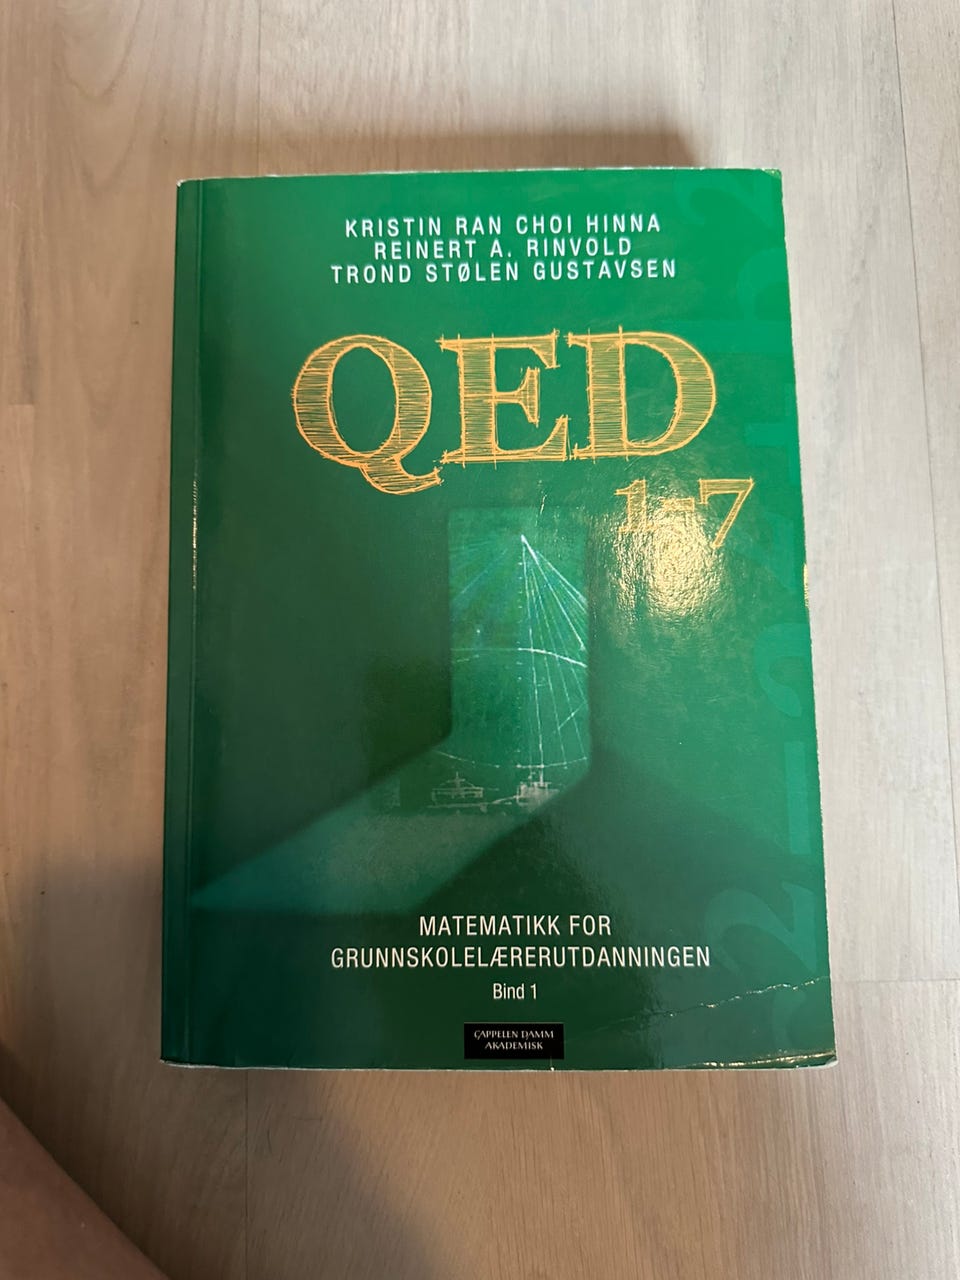 KRISTIN RAN CHOI HINNA
REINERT A. RINVOLD
TROND STØLEN GUSTAVSEN
QED
1–7
MATEMATIKK FOR
GRUNNSKOLELÆRERUTDANNINGEN
Bind 1
CAPPELEN DAMM
AKADEMISK